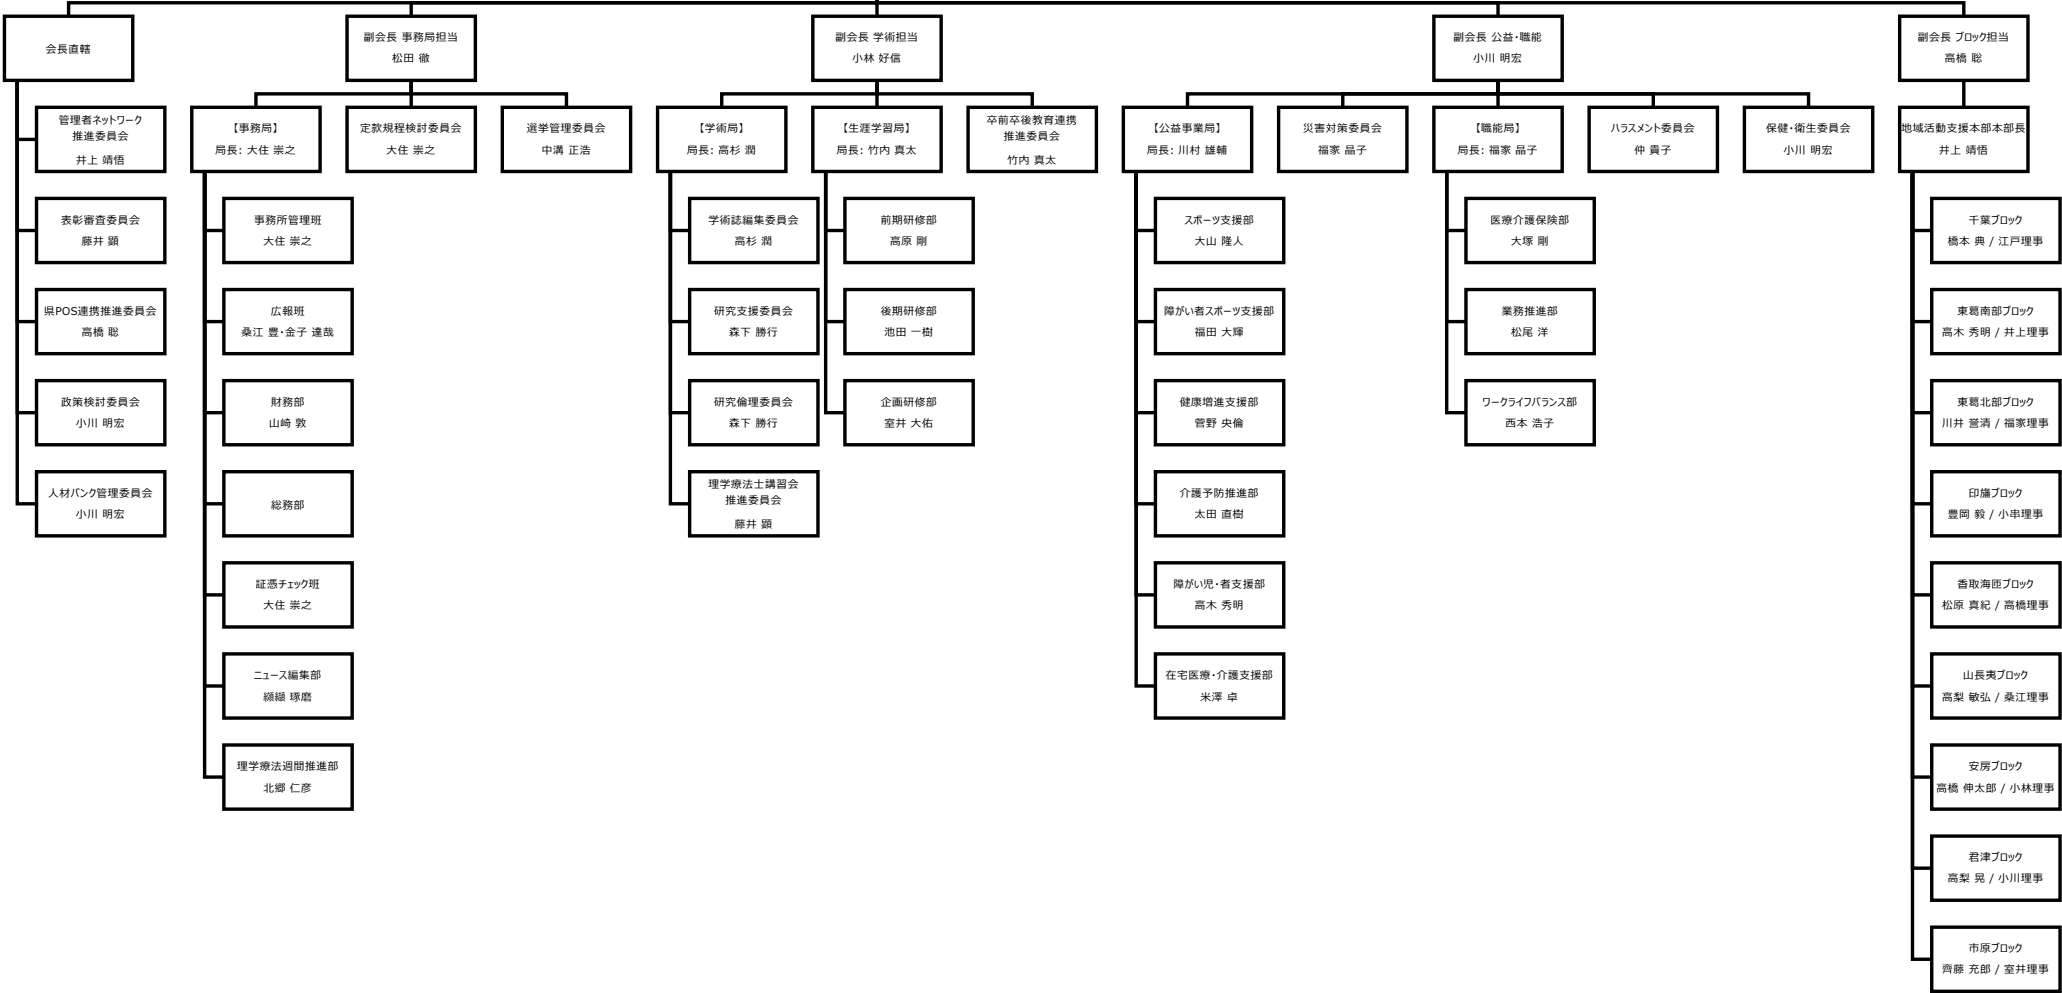 会長直轄
副会長 事務局担当
松田 徹
副会長 学術担当
小林 好信
副会長 公益・職能
小川 明宏
副会長 ブロック担当
高橋 聡
管理者ネットワーク
推進委員会
井上 靖悟
【事務局】
局長: 大住 崇之
定款規程検討委員会
大住 崇之
選挙管理委員会
中溝 正浩
【学術局】
局長: 高杉 潤
【生涯学習局】
局長: 竹内 真太
卒前卒後教育連携
推進委員会
竹内 真太
【公益事業局】
局長: 川村 雄輔
災害対策委員会
福家 晶子
【職能局】
局長: 福家 晶子
ハラスメント委員会
仲 貴子
保健・衛生委員会
小川 明宏
地域活動支援本部本部長
井上 靖悟
表彰審査委員会
藤井 顕
県POS連携推進委員会
高橋 聡
政策検討委員会
小川 明宏
人材バンク管理委員会
小川 明宏
事務所管理班
大住 崇之
広報班
桑江 豊・金子 達哉
財務部
山崎 敦
総務部
証憑チェック班
大住 崇之
ニュース編集部
纐纈 琢磨
理学療法週間推進部
北郷 仁彦
学術誌編集委員会
高杉 潤
研究支援委員会
森下 勝行
研究倫理委員会
森下 勝行
理学療法士講習会
推進委員会
藤井 顕
前期研修部
高原 剛
後期研修部
池田 一樹
企画研修部
室井 大佑
スポーツ支援部
大山 隆人
障がい者スポーツ支援部
福田 大輝
健康増進支援部
菅野 央倫
介護予防推進部
太田 直樹
障がい児・者支援部
高木 秀明
在宅医療・介護支援部
米澤 卓
医療介護保険部
大塚 剛
業務推進部
松尾 洋
ワークライフバランス部
西本 浩子
千葉ブロック
橋本 典 / 江戸理事
東葛南部ブロック
高木 秀明 / 井上理事
東葛北部ブロック
川井 誉清 / 福家理事
印旛ブロック
豊岡 毅 / 小串理事
香取海匝ブロック
松原 真紀 / 高橋理事
山長夷ブロック
高梨 敏弘 / 桑江理事
安房ブロック
高橋 伸太郎 / 小林理事
君津ブロック
高梨 晃 / 小川理事
市原ブロック
齊藤 充郎 / 室井理事